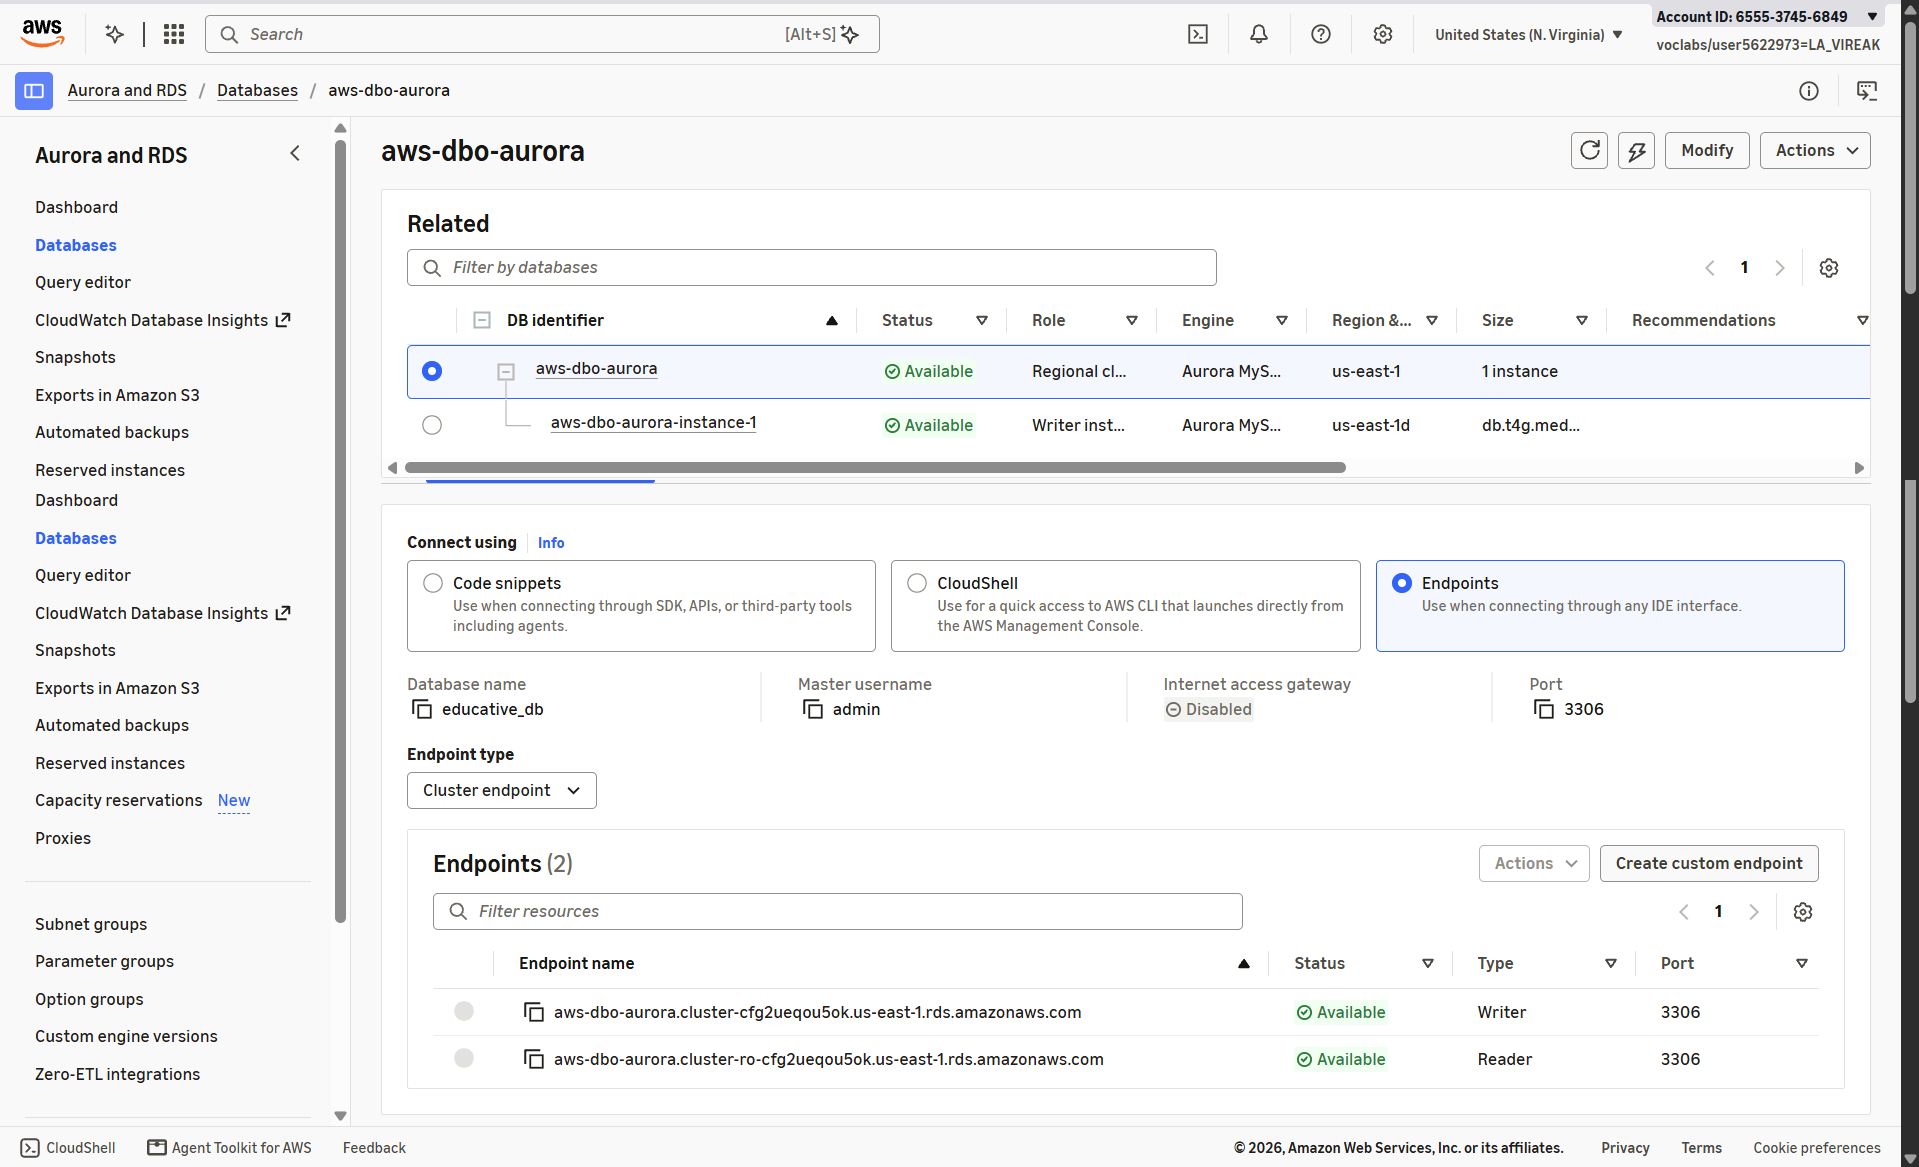 aws
Search [Alt+S]
United States (N. Virginia)
Account ID: 6555-3745-6849
voclabs/user5622973=LA_VIREAK
Aurora and RDS / Databases / aws-dbo-aurora
Aurora and RDS
Dashboard
Databases
Query editor
CloudWatch Database Insights
Snapshots
Exports in Amazon S3
Automated backups
Reserved instances
Dashboard
Databases
Query editor
CloudWatch Database Insights
Snapshots
Exports in Amazon S3
Automated backups
Reserved instances
Capacity reservations New
Proxies
Subnet groups
Parameter groups
Option groups
Custom engine versions
Zero-ETL integrations
aws-dbo-aurora
Modify Actions
Related
Filter by databases
1
DB identifier Status Role Engine Region &... Size Recommendations
aws-dbo-aurora Available Regional cl... Aurora MyS... us-east-1 1 instance
aws-dbo-aurora-instance-1 Available Writer inst... Aurora MyS... us-east-1d db.t4g.med...
Connect using Info
Code snippets
Use when connecting through SDK, APIs, or third-party tools
including agents.
CloudShell
Use for a quick access to AWS CLI that launches directly from
the AWS Management Console.
Endpoints
Use when connecting through any IDE interface.
Database name
educative_db
Master username
admin
Internet access gateway
Disabled
Port
3306
Endpoint type
Cluster endpoint
Endpoints (2)
Actions Create custom endpoint
Filter resources
1
Endpoint name Status Type Port
aws-dbo-aurora.cluster-cfg2ueqou5ok.us-east-1.rds.amazonaws.com Available Writer 3306
aws-dbo-aurora.cluster-ro-cfg2ueqou5ok.us-east-1.rds.amazonaws.com Available Reader 3306
CloudShell Agent Toolkit for AWS Feedback
© 2026, Amazon Web Services, Inc. or its affiliates. Privacy Terms Cookie preferences